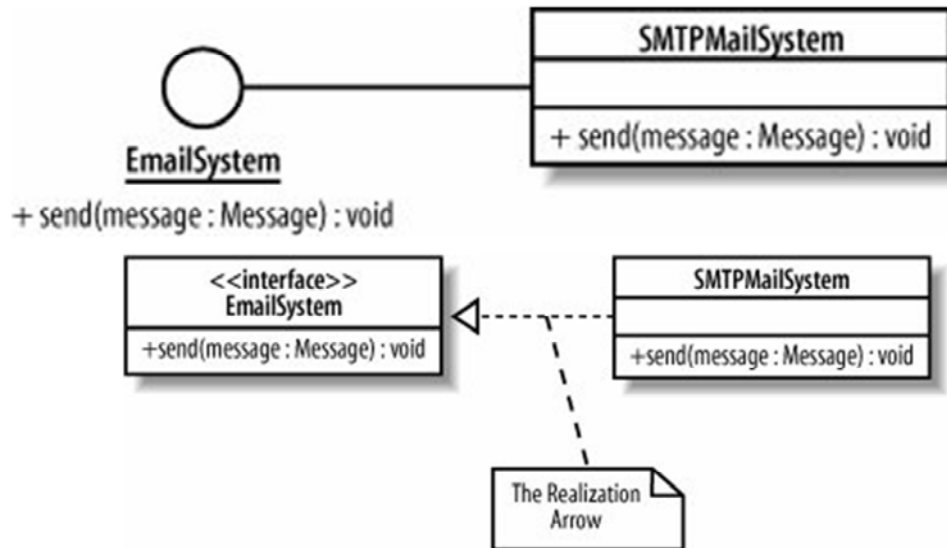 SMTPMailSystem
+ send(message : Message) : void
EmailSystem
+ send(message : Message) : void
<<interface>>
EmailSystem
+send(message : Message) : void
SMTPMailSystem
+send(message : Message) : void
The Realization
Arrow